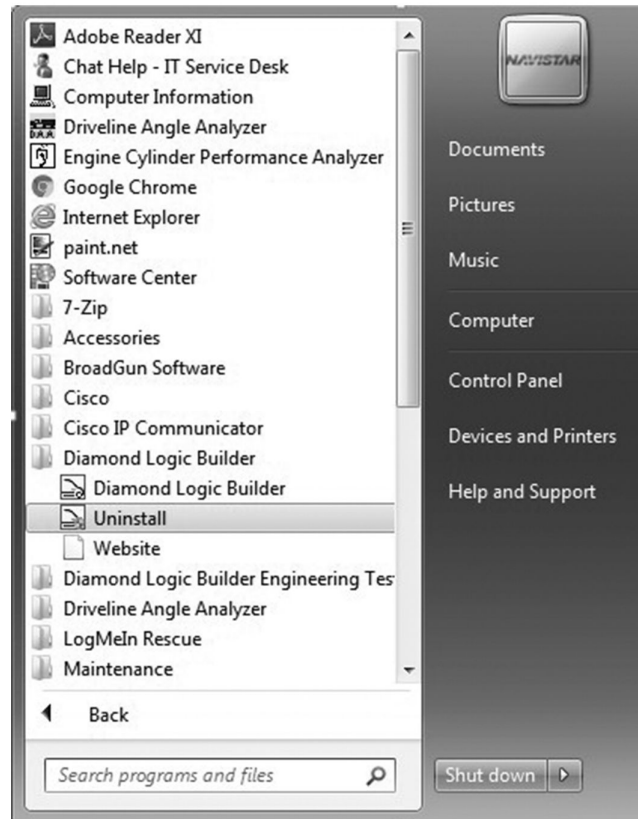 Adobe Reader XI
Chat Help - IT Service Desk
Computer Information
Driveline Angle Analyzer
Engine Cylinder Performance Analyzer
Google Chrome
Internet Explorer
paint.net
Software Center
7-Zip
Accessories
BroadGun Software
Cisco
Cisco IP Communicator
Diamond Logic Builder
Diamond Logic Builder
Uninstall
Website
Diamond Logic Builder Engineering Tes
Driveline Angle Analyzer
LogMeIn Rescue
Maintenance
Back
Search programs and files
NAVISTAR
Documents
Pictures
Music
Computer
Control Panel
Devices and Printers
Help and Support
Shut down